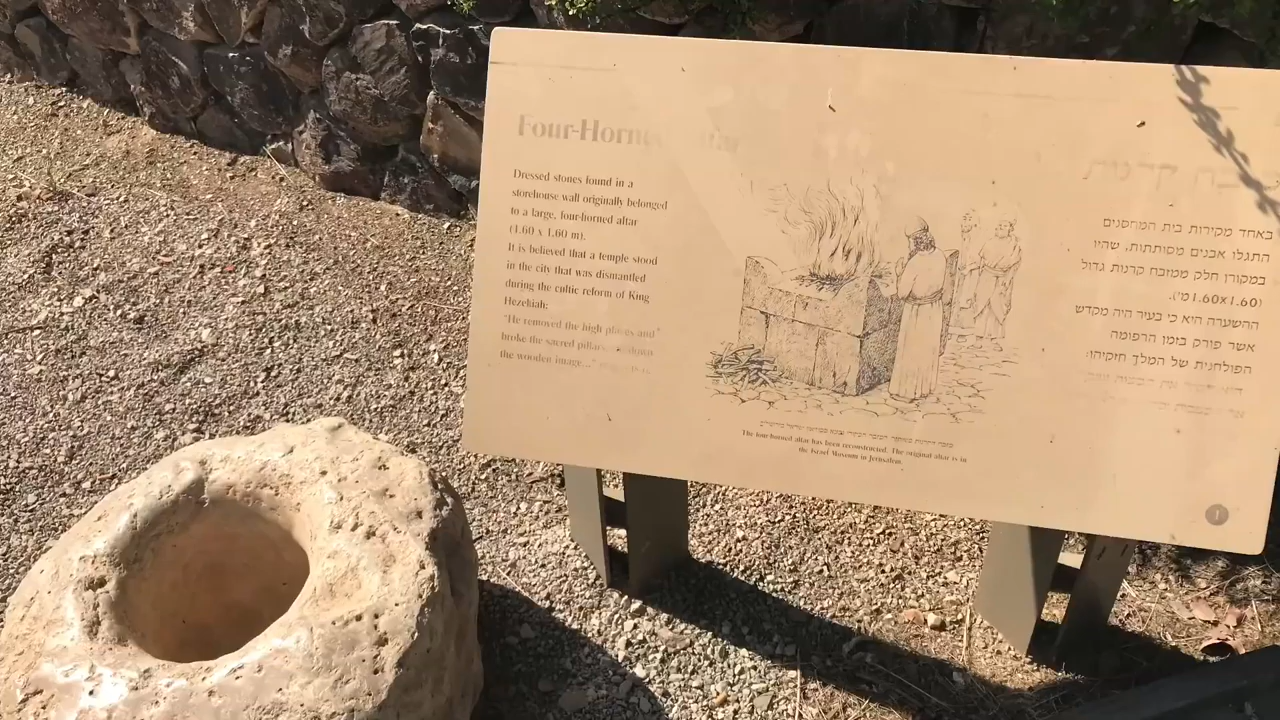 Four-Horned Altar
Dressed stones found in a
storehouse wall originally belonged
to a large, four-horned altar
(1.60 x 1.60 m).
It is believed that a temple stood
in the city that was dismantled
during the cultic reform of King
Hezekiah:
"He removed the high places and
broke the sacred pillars, down
the wooden image..."
באחד מקירות בית המחסנים
התגלו אבנים מסותתות, שהיו
במקורן חלק ממזבח קרנות גדול
(1.60x1.60 מ').
ההשערה היא כי בעיר היה מקדש
אשר פורק בזמן הרפורמה
הפולחנית של המלך חזקיהו:
The four-horned altar has been reconstructed. The original altar is in
the Israel Museum in Jerusalem.
1